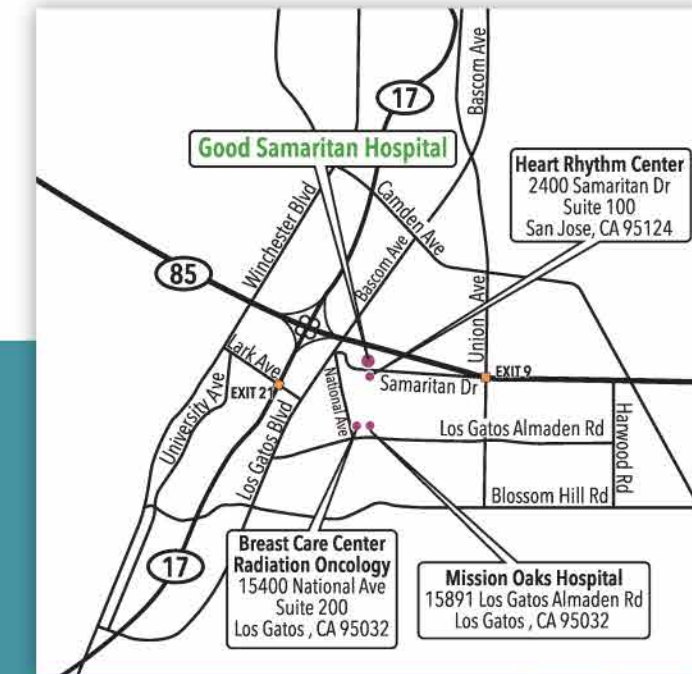 17
Bascom Ave
Good Samaritan Hospital
Heart Rhythm Center
2400 Samaritan Dr
Suite 100
San Jose, CA 95124
Winchester Blvd
Camden Ave
Bascom Ave
85
Union Ave
Lark Ave
EXIT 9
University Ave
EXIT 21
National Ave
Samaritan Dr
Los Gatos Blvd
Los Gatos Almaden Rd
Harwood Rd
Blossom Hill Rd
17
Breast Care Center
Radiation Oncology
15400 National Ave
Suite 200
Los Gatos , CA 95032
Mission Oaks Hospital
15891 Los Gatos Almaden Rd
Los Gatos , CA 95032